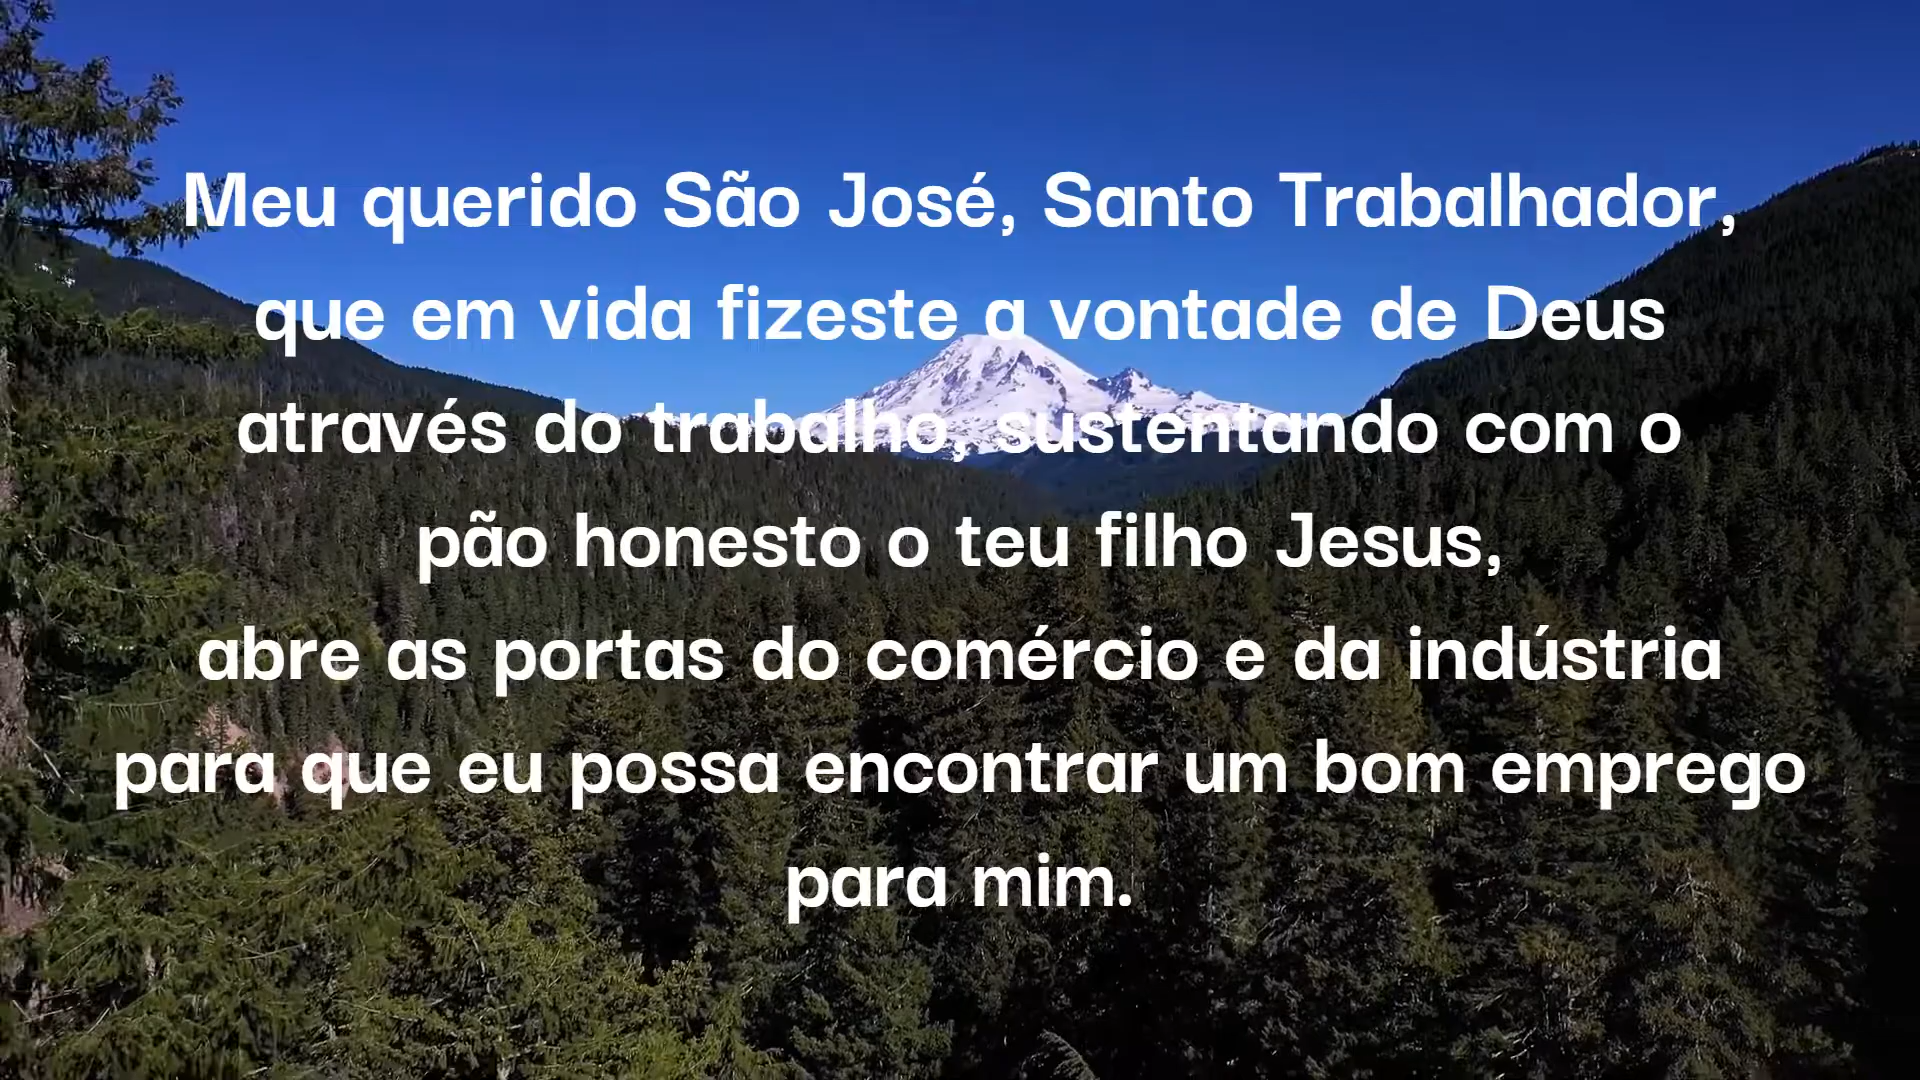 Meu querido São José, Santo Trabalhador,
que em vida fizeste a vontade de Deus
através do trabalho, sustentando com o
pão honesto o teu filho Jesus,
abre as portas do comércio e da indústria
para que eu possa encontrar um bom emprego
para mim.